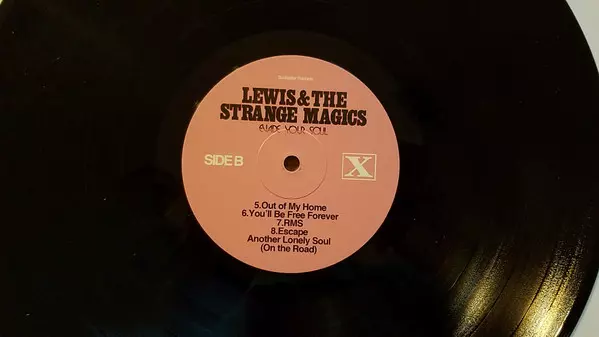 LEWIS & THE
STRANGE MAGICS
EVADE YOUR SOUL
SIDE B
X
5.Out of My Home
6.You'll Be Free Forever
7.RMS
8.Escape
Another Lonely Soul
(On the Road)